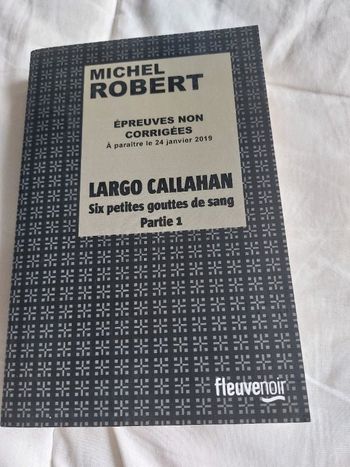 MICHEL
ROBERT
ÉPREUVES NON
CORRIGÉES
À paraître le 24 janvier 2019
LARGO CALLAHAN
Six petites gouttes de sang
Partie 1
fleuvenoir